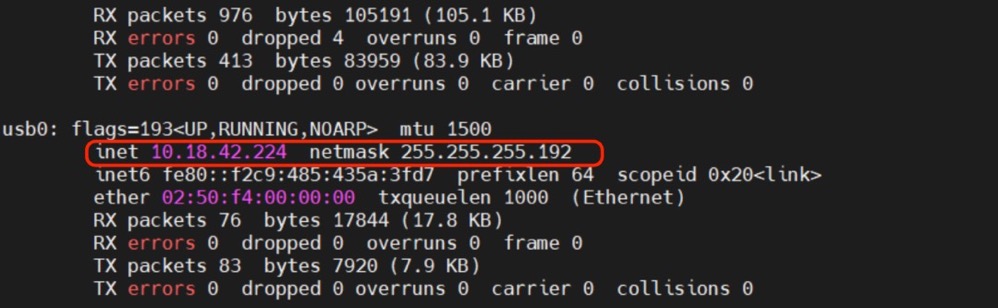 RX packets 976  bytes 105191 (105.1 KB)
RX errors 0  dropped 4  overruns 0  frame 0
TX packets 413  bytes 83959 (83.9 KB)
TX errors 0  dropped 0 overruns 0  carrier 0  collisions 0
usb0: flags=193<UP,RUNNING,NOARP>  mtu 1500
inet 10.18.42.224  netmask 255.255.255.192
inet6 fe80::f2c9:485:435a:3fd7  prefixlen 64  scopeid 0x20<link>
ether 02:50:f4:00:00:00  txqueuelen 1000  (Ethernet)
RX packets 76  bytes 17844 (17.8 KB)
RX errors 0  dropped 0  overruns 0  frame 0
TX packets 83  bytes 7920 (7.9 KB)
TX errors 0  dropped 0 overruns 0  carrier 0  collisions 0